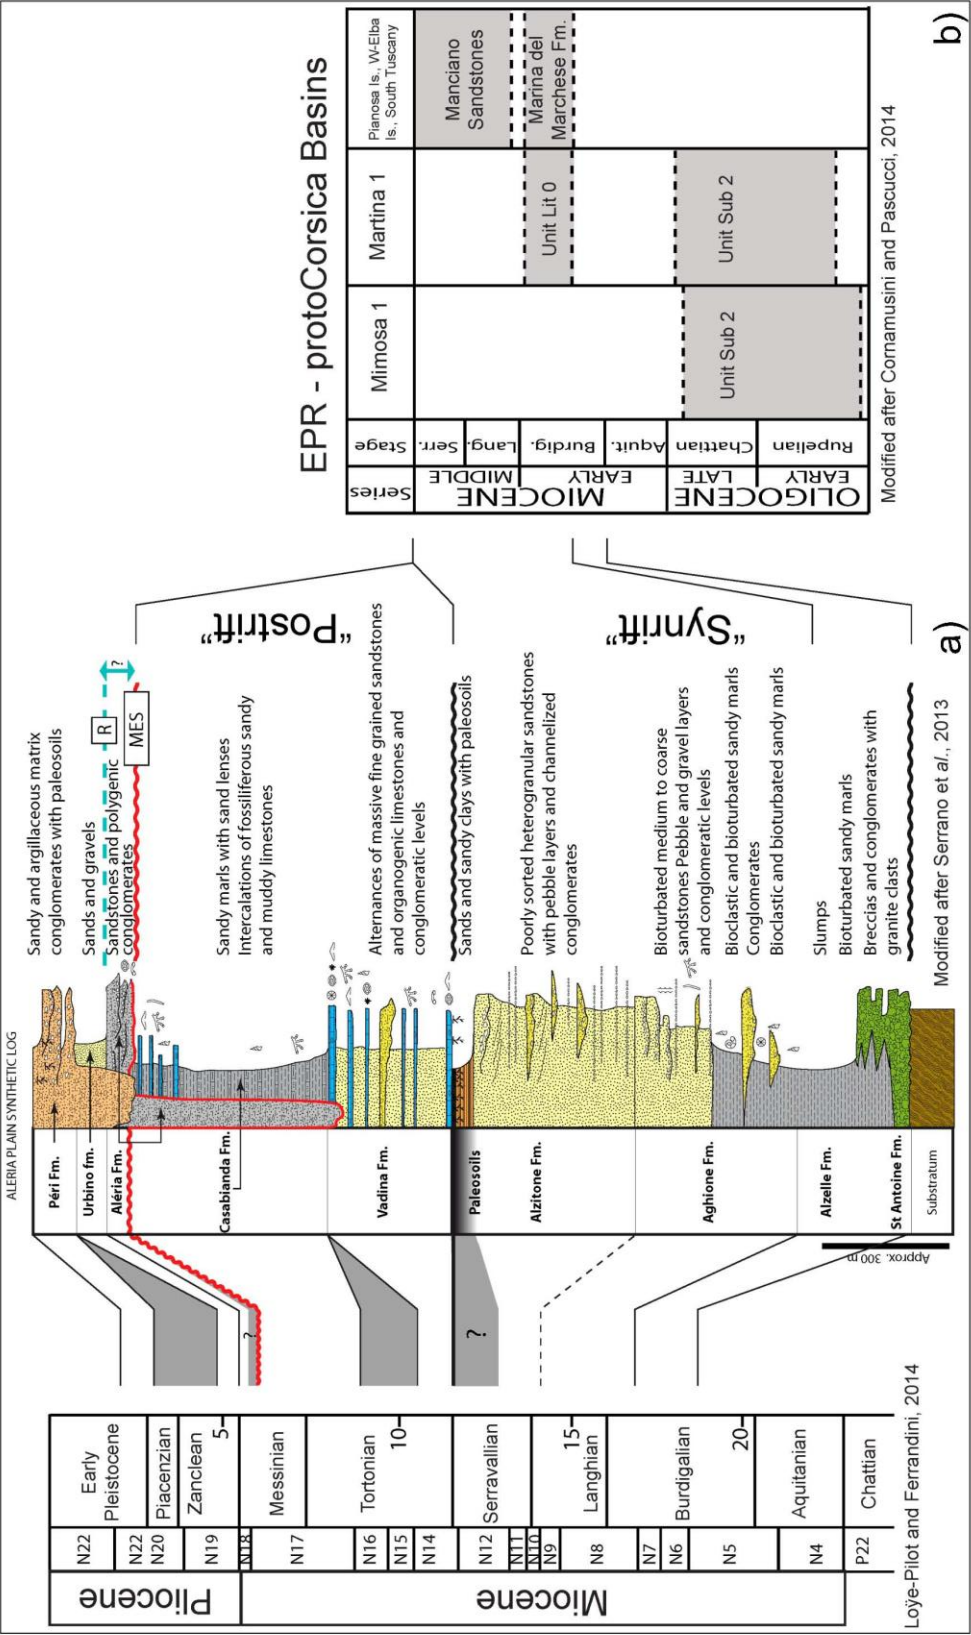 ALERIA PLAIN SYNTHETIC LOG
Pliocene
Miocene
N22
N22
N20
N19
N18
N17
N16
N15
N14
N12
N11
N10
N9
N8
N7
N6
N5
N4
P22
Early
Pleistocene
Piacenzian
Zanclean
Messinian
Tortonian
Serravallian
Langhian
Burdigalian
Aquitanian
Chattian
5
10
15
20
?
?
Loÿe-Pilot and Ferrandini, 2014
Péri Fm.
Urbino fm.
Aléria Fm.
Casabianda Fm.
Vadina Fm.
Paleosoils
Alzitone Fm.
Aghione Fm.
Alzelle Fm.
St Antoine Fm.
Substratum
Approx. 300 m
Sandy and argillaceous matrix
conglomerates with paleosoils
Sands and gravels
Sandstones and polygenic
conglomerates
R
MES
?
Sandy marls with sand lenses
Intercalations of fossiliferous sandy
and muddy limestones
Alternances of massive fine grained sandstones
and organogenic limestones and
conglomeratic levels
Sands and sandy clays with paleosoils
Poorly sorted heterogranular sandstones
with pebble layers and channelized
conglomerates
Bioturbated medium to coarse
sandstones Pebble and gravel layers
and conglomeratic levels
Bioclastic and bioturbated sandy marls
Conglomerates
Bioclastic and bioturbated sandy marls
Slumps
Bioturbated sandy marls
Breccias and conglomerates with
granite clasts
"Postrift"
"Synrift"
Modified after Serrano et al., 2013
a)
EPR - protoCorsica Basins
Series
Stage
Mimosa 1
Martina 1
Pianosa Is., W-Elba
Is., South Tuscany
MIOCENE
MIDDLE
EARLY
OLIGOCENE
LATE
EARLY
Serr.
Lang.
Burdig.
Aquit.
Chattian
Rupelian
Unit Sub 2
Unit Lit 0
Unit Sub 2
Manciano
Sandstones
Marina del
Marchese Fm.
Modified after Cornamusini and Pascucci, 2014
b)